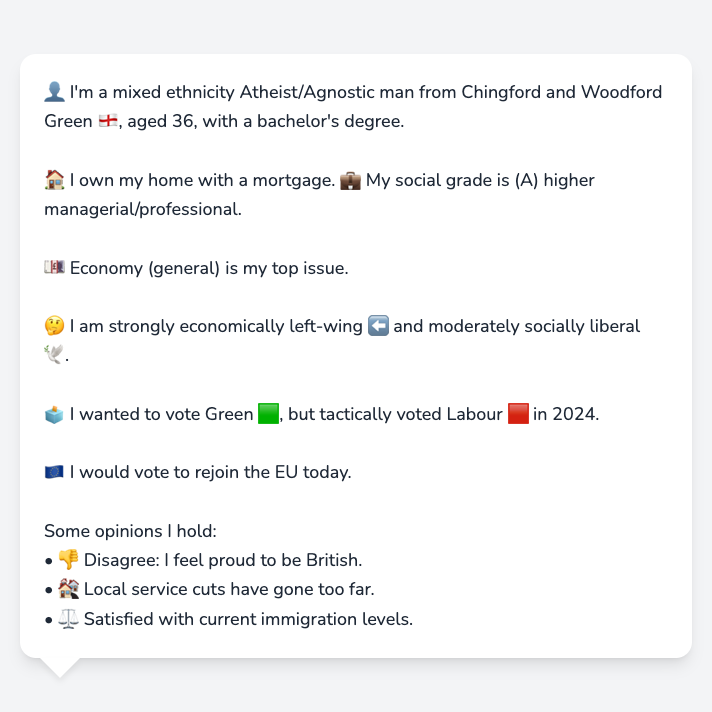 👤 I'm a mixed ethnicity Atheist/Agnostic man from Chingford and Woodford
Green 🏴󠁧󠁢󠁥󠁮󠁧󠁿, aged 36, with a bachelor's degree.
🏠 I own my home with a mortgage. 💼 My social grade is (A) higher
managerial/professional.
💷 Economy (general) is my top issue.
🤔 I am strongly economically left-wing ⬅️ and moderately socially liberal
🕊️.
🗳️ I wanted to vote Green 🟩, but tactically voted Labour 🟥 in 2024.
🇪🇺 I would vote to rejoin the EU today.
Some opinions I hold:
• 👎 Disagree: I feel proud to be British.
• 🏚️ Local service cuts have gone too far.
• ⚖️ Satisfied with current immigration levels.